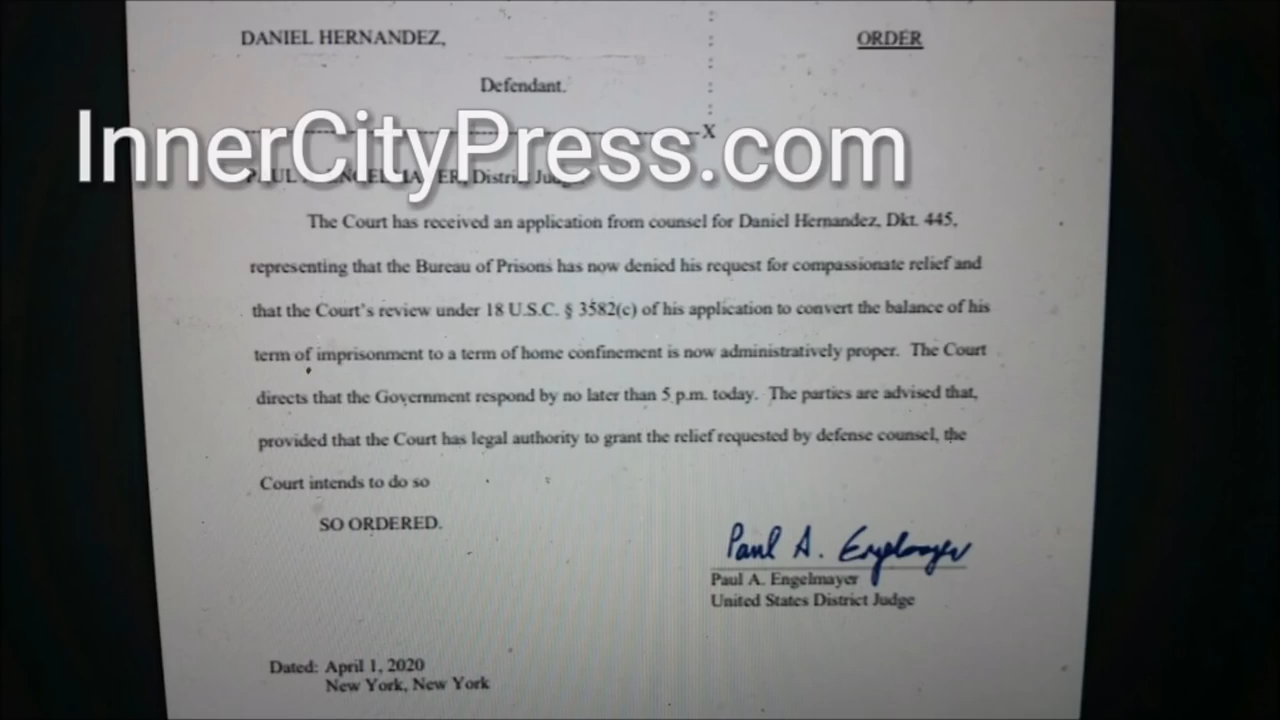 DANIEL HERNANDEZ,
ORDER
Defendant.
-X
InnerCityPress.com
District Judge
The Court has received an application from counsel for Daniel Hernandez, Dkt. 445,
representing that the Bureau of Prisons has now denied his request for compassionate relief and
that the Court's review under 18 U.S.C. § 3582(c) of his application to convert the balance of his
term of imprisonment to a term of home confinement is now administratively proper. The Court
directs that the Government respond by no later than 5 p.m. today. The parties are advised that,
provided that the Court has legal authority to grant the relief requested by defense counsel, the
Court intends to do so
SO ORDERED.
Paul A. Engelmayer
Paul A. Engelmayer
United States District Judge
Dated: April 1, 2020
New York, New York